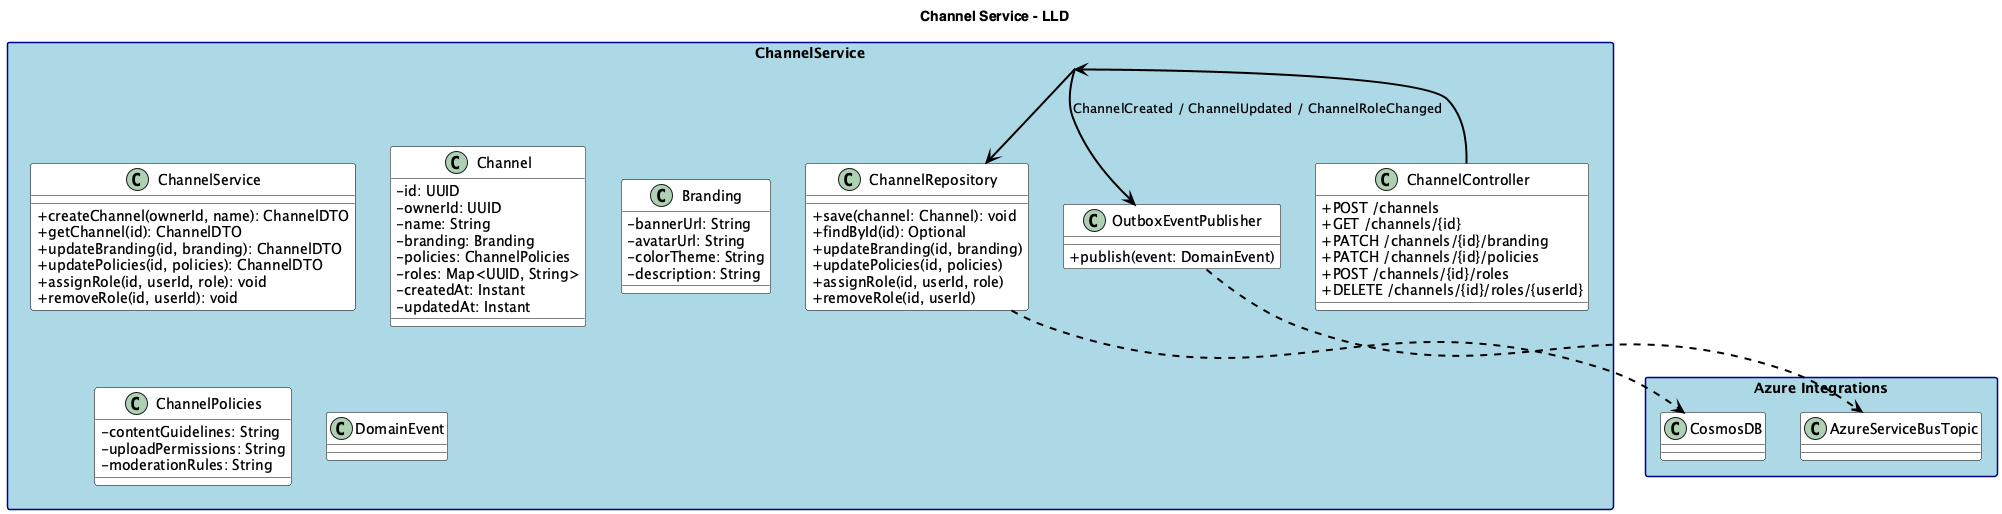 Channel Service - LLD
ChannelService
ChannelCreated / ChannelUpdated / ChannelRoleChanged
C ChannelService
+createChannel(ownerId, name): ChannelDTO
+getChannel(id): ChannelDTO
+updateBranding(id, branding): ChannelDTO
+updatePolicies(id, policies): ChannelDTO
+assignRole(id, userId, role): void
+removeRole(id, userId): void
C Channel
-id: UUID
-ownerId: UUID
-name: String
-branding: Branding
-policies: ChannelPolicies
-roles: Map<UUID, String>
-createdAt: Instant
-updatedAt: Instant
C Branding
-bannerUrl: String
-avatarUrl: String
-colorTheme: String
-description: String
C ChannelRepository
+save(channel: Channel): void
+findById(id): Optional
+updateBranding(id, branding)
+updatePolicies(id, policies)
+assignRole(id, userId, role)
+removeRole(id, userId)
C OutboxEventPublisher
+publish(event: DomainEvent)
C ChannelController
+POST /channels
+GET /channels/{id}
+PATCH /channels/{id}/branding
+PATCH /channels/{id}/policies
+POST /channels/{id}/roles
+DELETE /channels/{id}/roles/{userId}
C ChannelPolicies
-contentGuidelines: String
-uploadPermissions: String
-moderationRules: String
C DomainEvent
Azure Integrations
C CosmosDB
C AzureServiceBusTopic